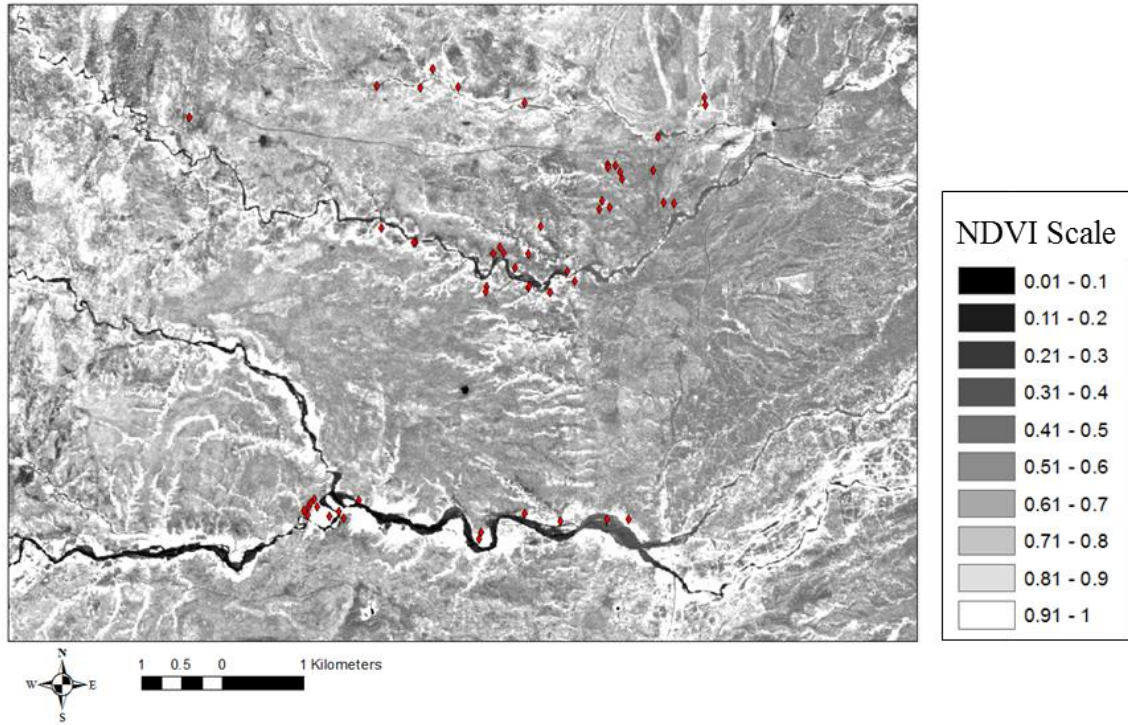 NDVI Scale
0.01 - 0.1
0.11 - 0.2
0.21 - 0.3
0.31 - 0.4
0.41 - 0.5
0.51 - 0.6
0.61 - 0.7
0.71 - 0.8
0.81 - 0.9
0.91 - 1
N
W E
S
1 0.5 0 1 Kilometers